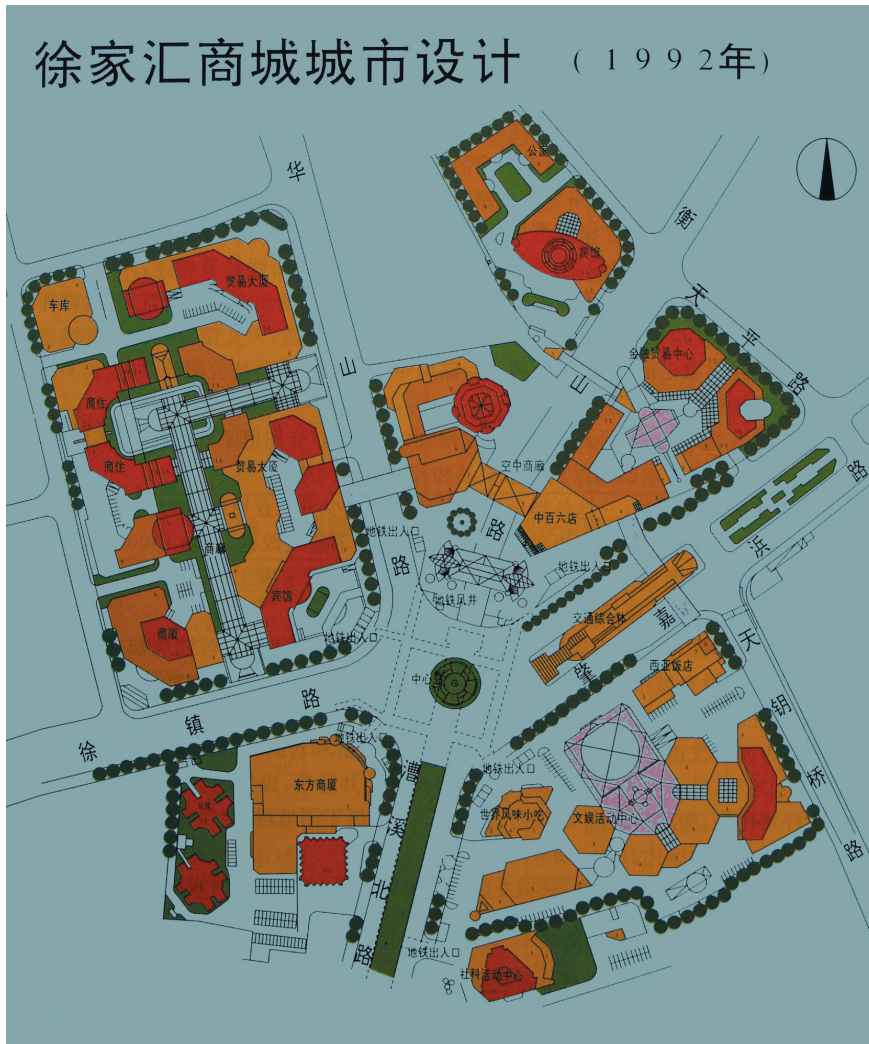 徐家汇商城城市设计 (1992年)
公寓
华
衡
宾馆
贸易大厦
车库
天
平
路
金融贸易中心
山
山
商住
空中商廊
商住
贸易大厦
路
中百六店
地铁出入口
路
浜
路
商廊
地铁出入口
地铁风井
宾馆
交通综合体
嘉
商厦
地铁出入口
肇
天
西亚饭店
中心岛
路
钥
镇
徐
地铁出入口
桥
漕
地铁出入口
东方商厦
世界风味小吃
文娱活动中心
溪
路
北
路
地铁出入口
社科活动中心